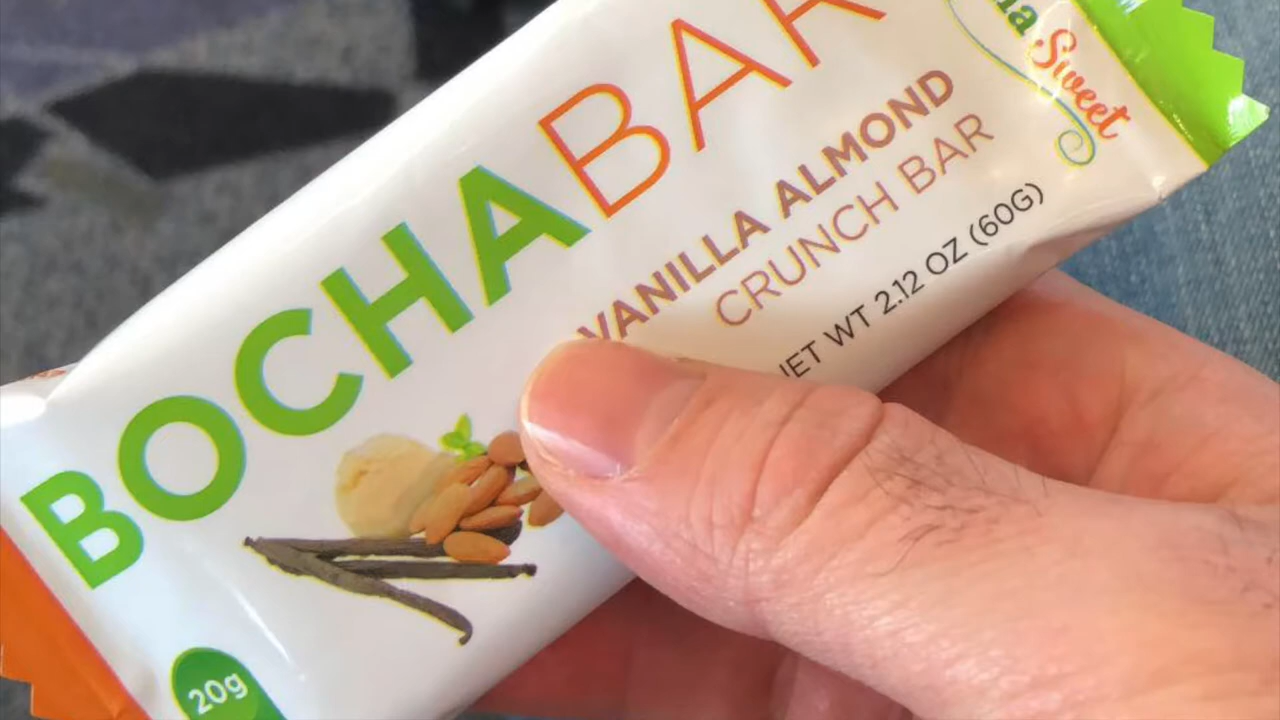 BOCHABAR
VANILLA ALMOND
CRUNCH BAR
NET WT 2.12 OZ (60G)
Sweet
20g